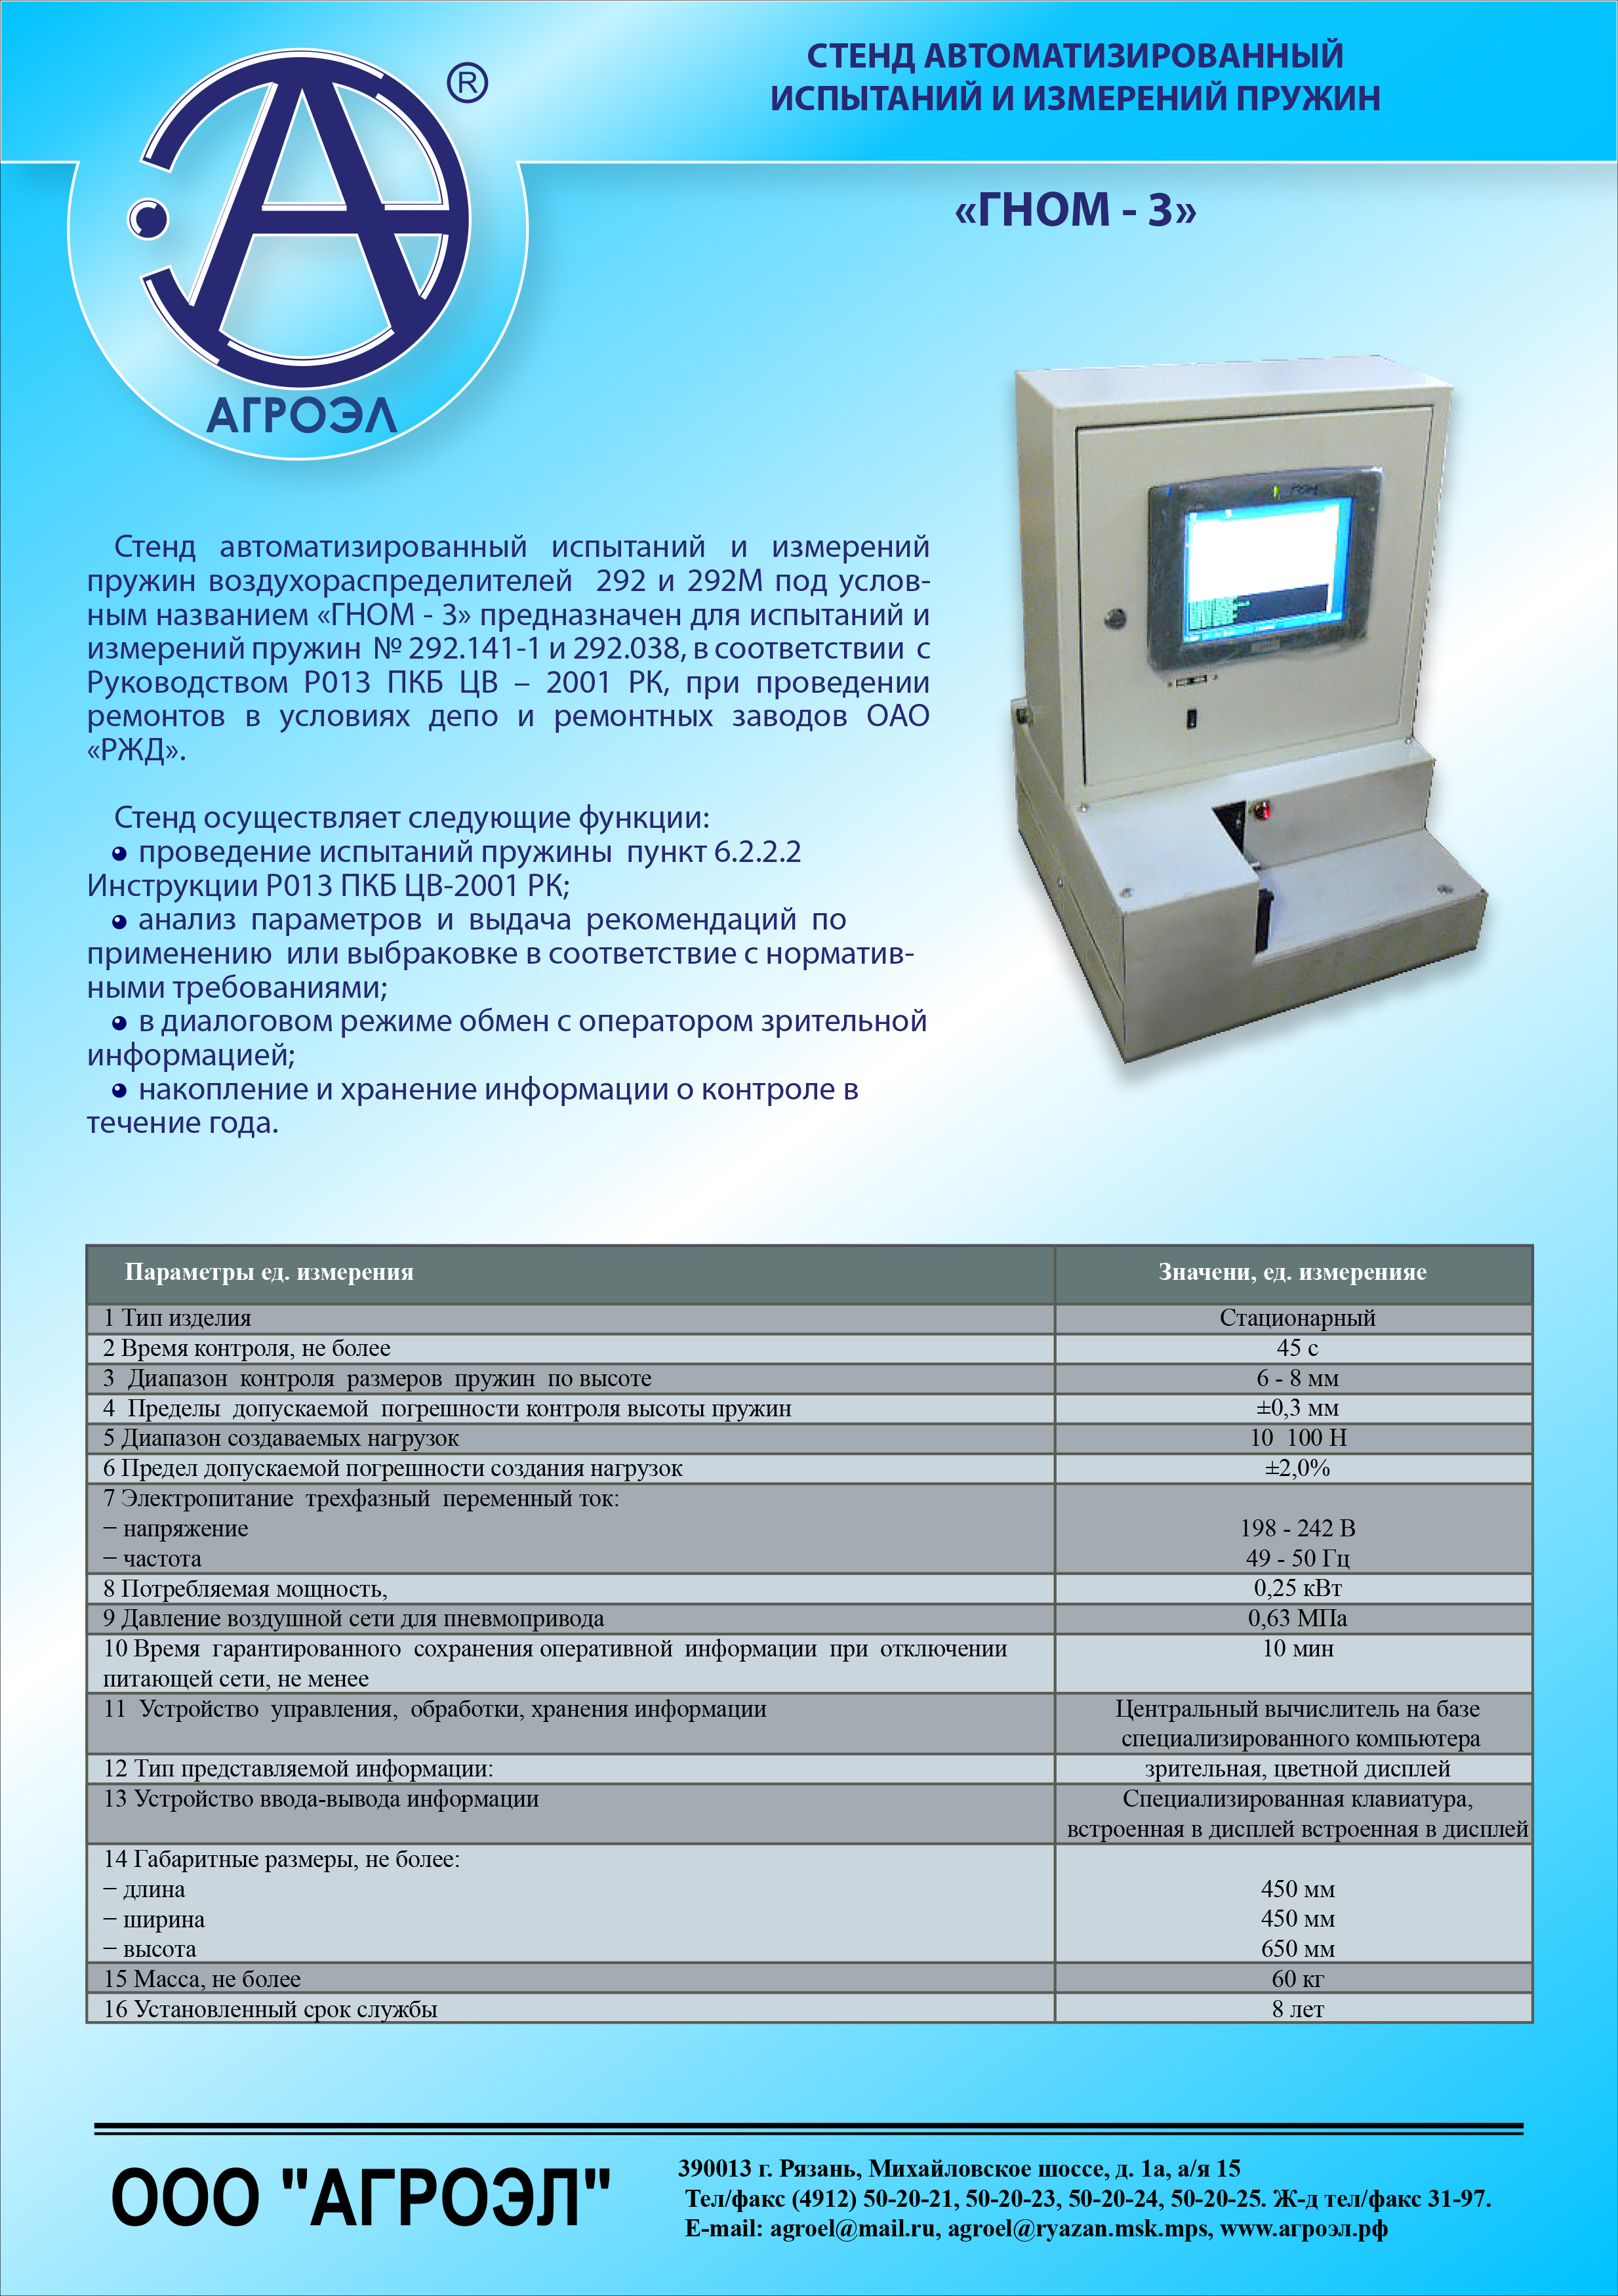 СТЕНД АВТОМАТИЗИРОВАННЫЙ
ИСПЫТАНИЙ И ИЗМЕРЕНИЙ ПРУЖИН
®
«ГНОМ - 3»
АГРОЭЛ
Стенд автоматизированный испытаний и измерений
пружин воздухораспределителей 292 и 292М под услов-
ным названием «ГНОМ - 3» предназначен для испытаний и
измерений пружин № 292.141-1 и 292.038, в соответствии с
Руководством Р013 ПКБ ЦВ – 2001 РК, при проведении
ремонтов в условиях депо и ремонтных заводов ОАО
«РЖД».
Стенд осуществляет следующие функции:
● проведение испытаний пружины пункт 6.2.2.2
Инструкции Р013 ПКБ ЦВ-2001 РК;
● анализ параметров и выдача рекомендаций по
применению или выбраковке в соответствие с норматив-
ными требованиями;
● в диалоговом режиме обмен с оператором зрительной
информацией;
● накопление и хранение информации о контроле в
течение года.
Параметры ед. измерения Значени, ед. измеренияе
1 Тип изделия Стационарный
2 Время контроля, не более 45 с
3 Диапазон контроля размеров пружин по высоте 6 - 8 мм
4 Пределы допускаемой погрешности контроля высоты пружин ±0,3 мм
5 Диапазон создаваемых нагрузок 10 100 Н
6 Предел допускаемой погрешности создания нагрузок ±2,0%
7 Электропитание трехфазный переменный ток:
– напряжение 198 - 242 В
– частота 49 - 50 Гц
8 Потребляемая мощность, 0,25 кВт
9 Давление воздушной сети для пневмопривода 0,63 МПа
10 Время гарантированного сохранения оперативной информации при отключении 10 мин
питающей сети, не менее
11 Устройство управления, обработки, хранения информации Центральный вычислитель на базе
специализированного компьютера
12 Тип представляемой информации: зрительная, цветной дисплей
13 Устройство ввода-вывода информации Специализированная клавиатура,
встроенная в дисплей встроенная в дисплей
14 Габаритные размеры, не более:
– длина 450 мм
– ширина 450 мм
– высота 650 мм
15 Масса, не более 60 кг
16 Установленный срок службы 8 лет
ООО "АГРОЭЛ"
390013 г. Рязань, Михайловское шоссе, д. 1а, а/я 15
Тел/факс (4912) 50-20-21, 50-20-23, 50-20-24, 50-20-25. Ж-д тел/факс 31-97.
E-mail: agroel@mail.ru, agroel@ryazan.msk.mps, www.агроэл.рф